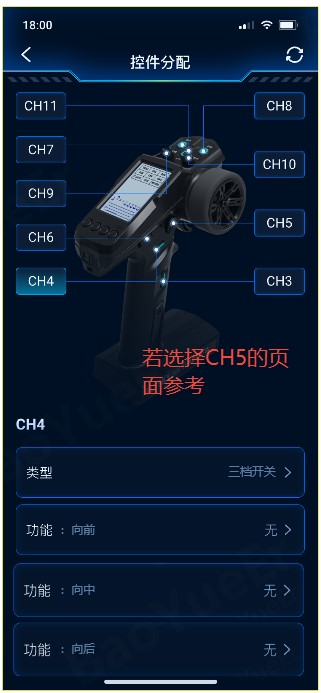 18:00
控件分配
CH11
CH8
CH7
CH10
CH9
CH5
CH6
CH4
CH3
若选择CH5的页
面参考
CH4
类型 三档开关
功能 : 向前 无
功能 : 向中 无
功能 : 向后 无